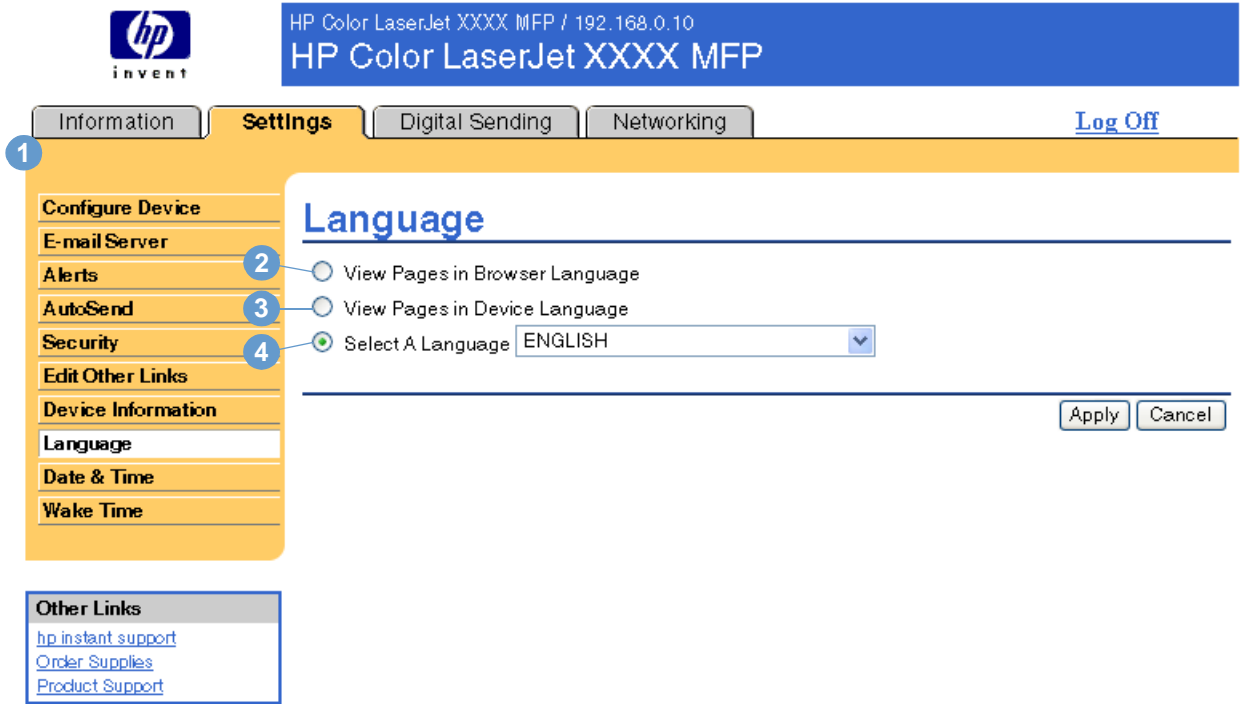 hp
invent
HP Color LaserJet XXXX MFP / 192.168.0.10
HP Color LaserJet XXXX MFP
Information
Settings
Digital Sending
Networking
Log Off
1
Configure Device
E-mail Server
Alerts
AutoSend
Security
Edit Other Links
Device Information
Language
Date & Time
Wake Time
Language
2
View Pages in Browser Language
3
View Pages in Device Language
4
Select A Language ENGLISH
Apply Cancel
Other Links
hp instant support
Order Supplies
Product Support